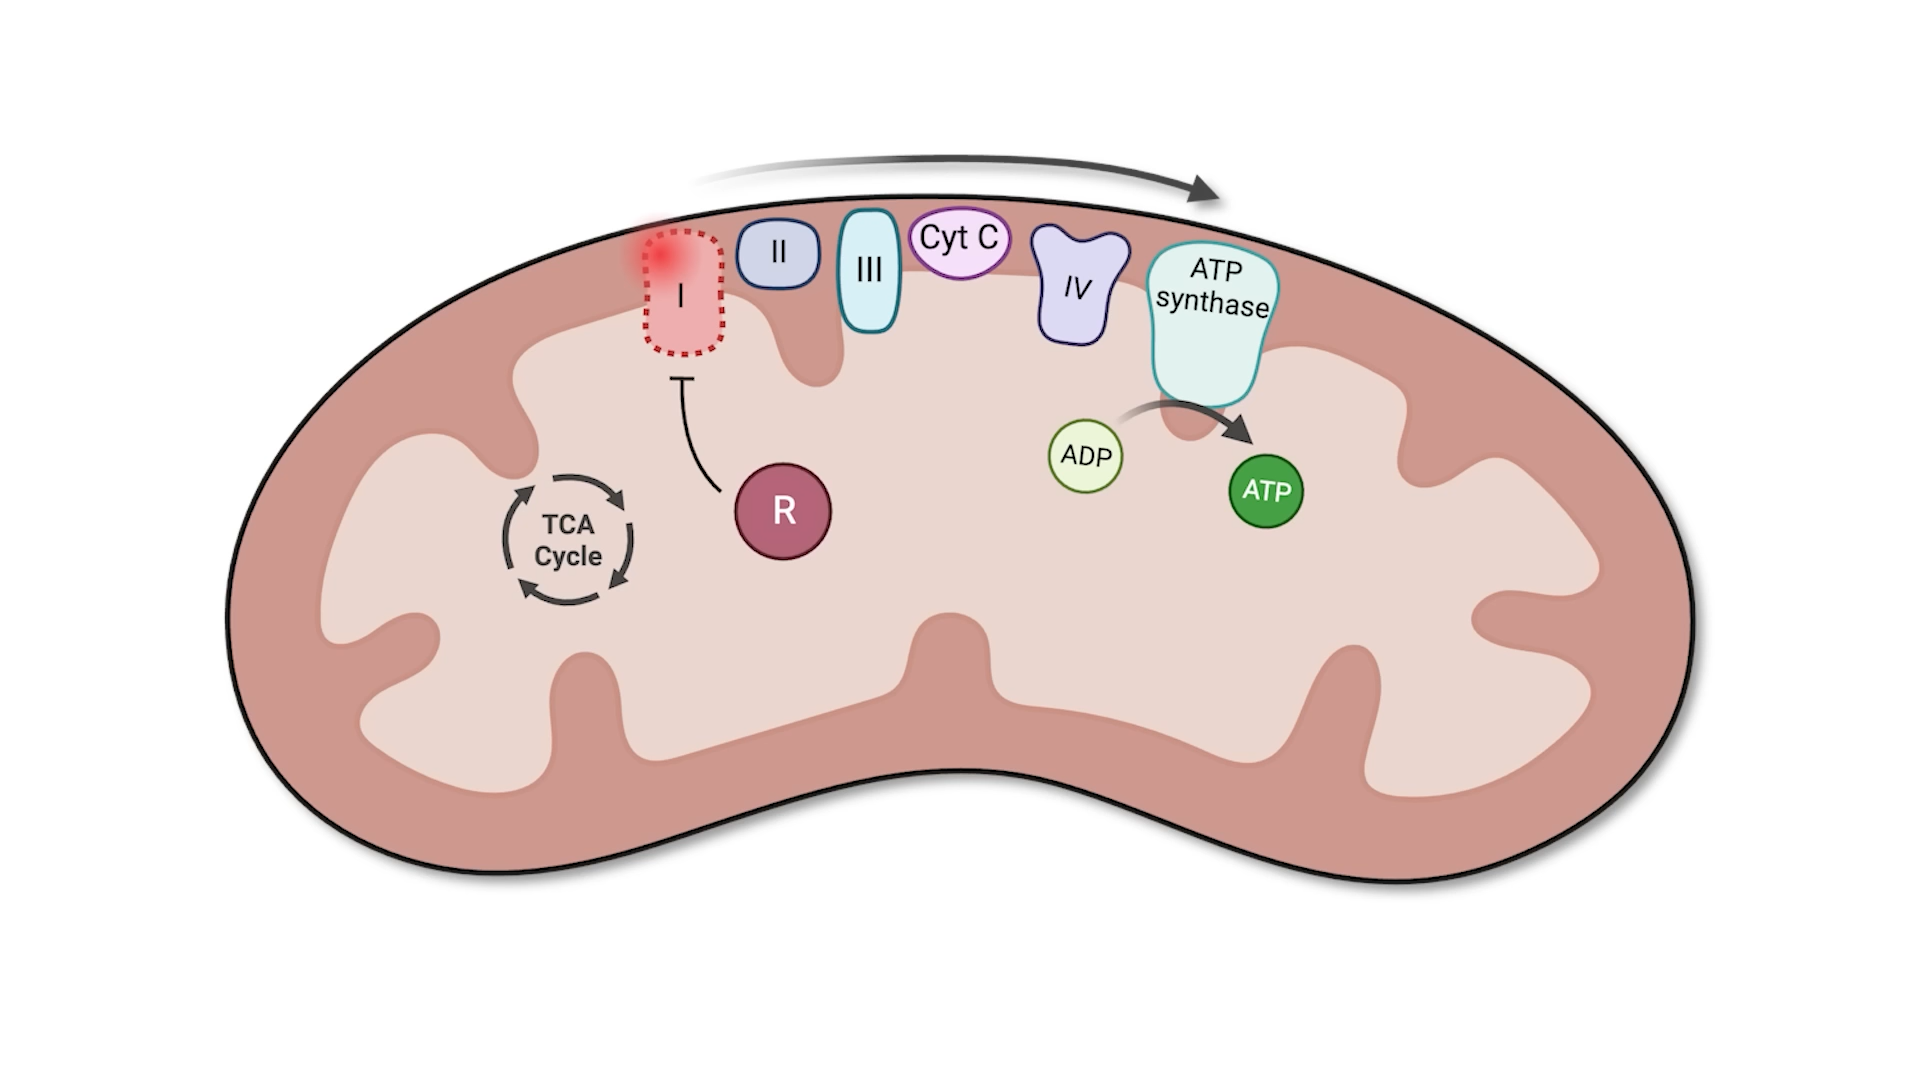 I
II
III
Cyt C
IV
ATP
synthase
ADP
ATP
R
TCA
Cycle